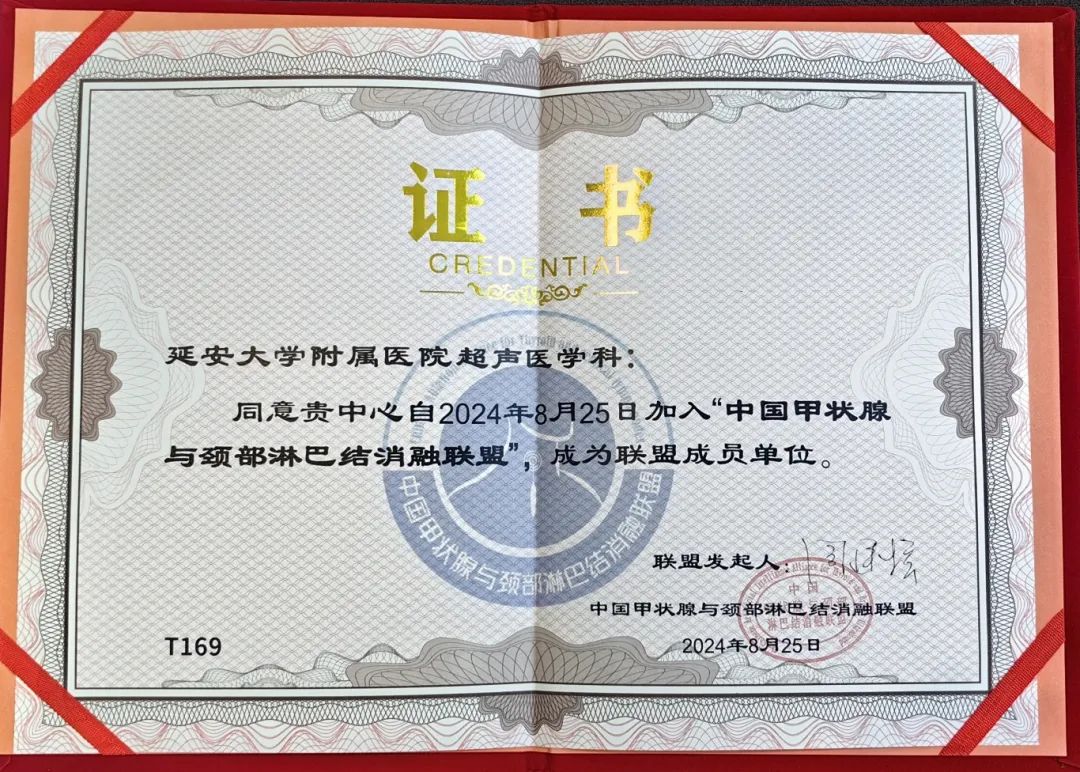 证 书
CREDENTIAL
延安大学附属医院超声医学科：
同意贵中心自2024年8月25日加入“中国甲状腺
与颈部淋巴结消融联盟”，成为联盟成员单位。
中国甲状腺与颈部淋巴结消融联盟
联盟发起人：
中国甲状腺与颈部淋巴结消融联盟
2024年8月25日
T169